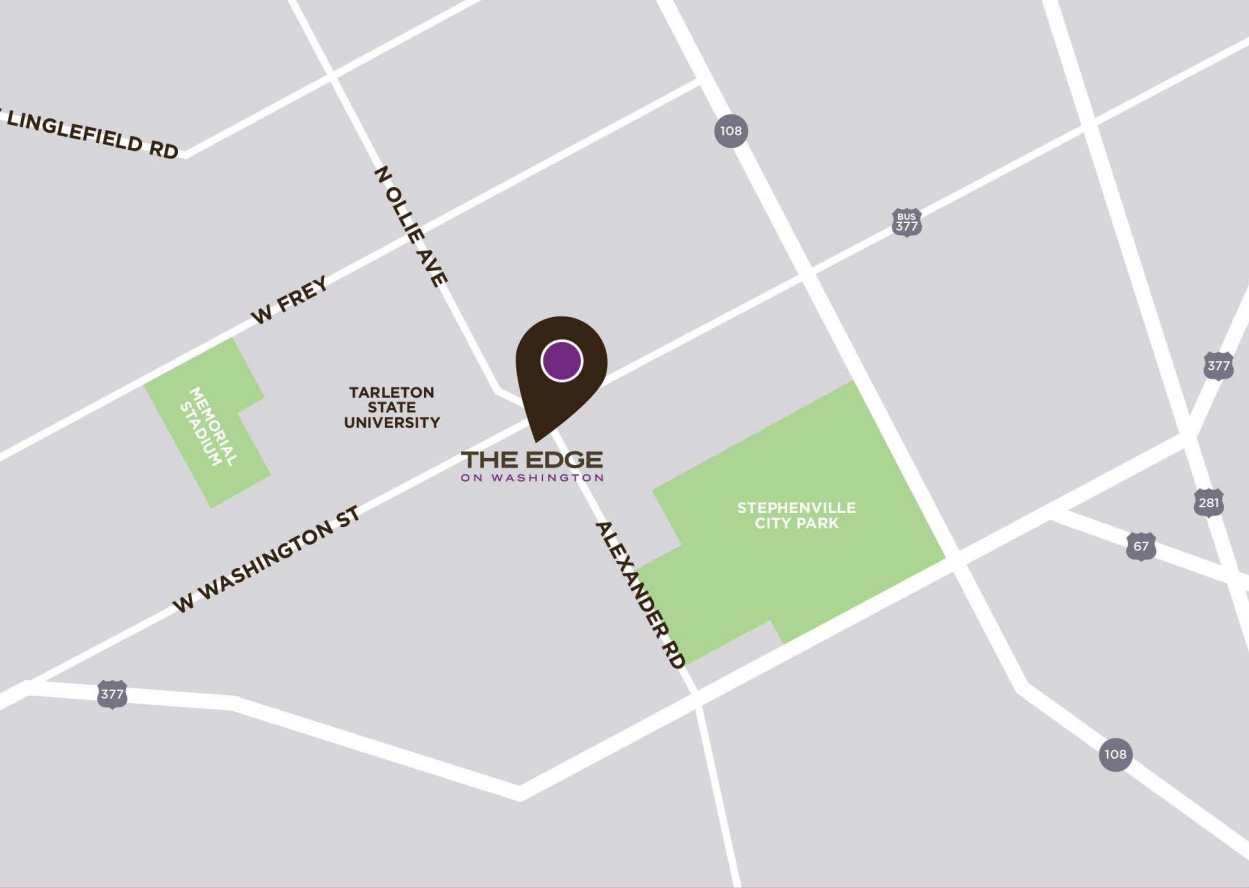 LINGLEFIELD RD
108
N OLLIE AVE
BUS
377
W FREY
377
TARLETON
STATE
UNIVERSITY
MEMORIAL
STADIUM
THE EDGE
ON WASHINGTON
281
STEPHENVILLE
CITY PARK
W WASHINGTON ST
67
ALEXANDER RD
377
108